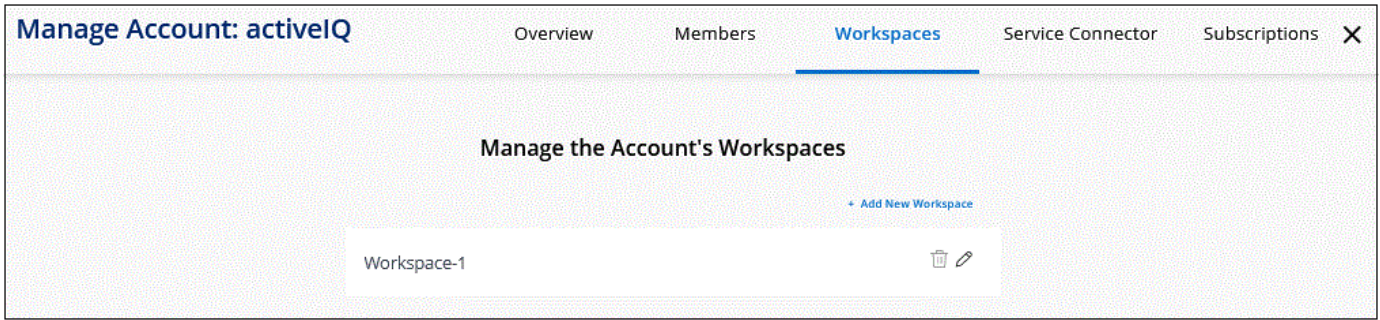 Manage Account: activeIQ
Overview
Members
Workspaces
Service Connector
Subscriptions
Manage the Account's Workspaces
+ Add New Workspace
Workspace-1